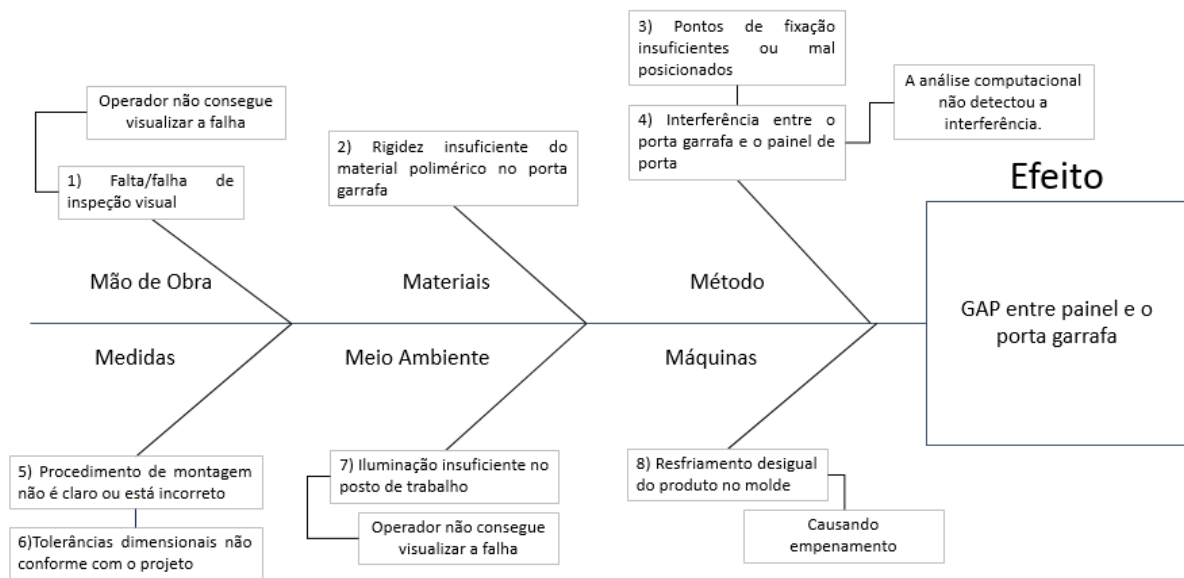 3) Pontos de fixação
insuficientes ou mal
posicionados
A análise computacional
não detectou a
interferência.
Operador não consegue
visualizar a falha
4) Interferência entre o
porta garrafa e o painel de
porta
2) Rigidez insuficiente do
material polimérico no porta
garrafa
1) Falta/falha de
inspeção visual
Efeito
Mão de Obra
Materiais
Método
GAP entre painel e o
porta garrafa
Medidas
Meio Ambiente
Máquinas
5) Procedimento de montagem
não é claro ou está incorreto
6)Tolerâncias dimensionais não
conforme com o projeto
7) Iluminação insuficiente no
posto de trabalho
Operador não consegue
visualizar a falha
8) Resfriamento desigual
do produto no molde
Causando
empenamento